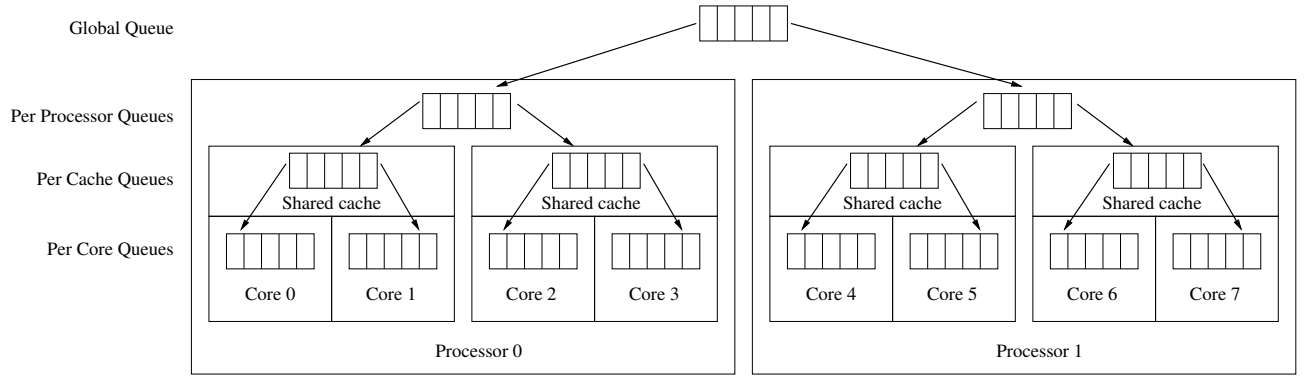 Global Queue
Per Processor Queues
Per Cache Queues
Shared cache
Shared cache
Shared cache
Shared cache
Per Core Queues
Core 0
Core 1
Core 2
Core 3
Core 4
Core 5
Core 6
Core 7
Processor 0
Processor 1